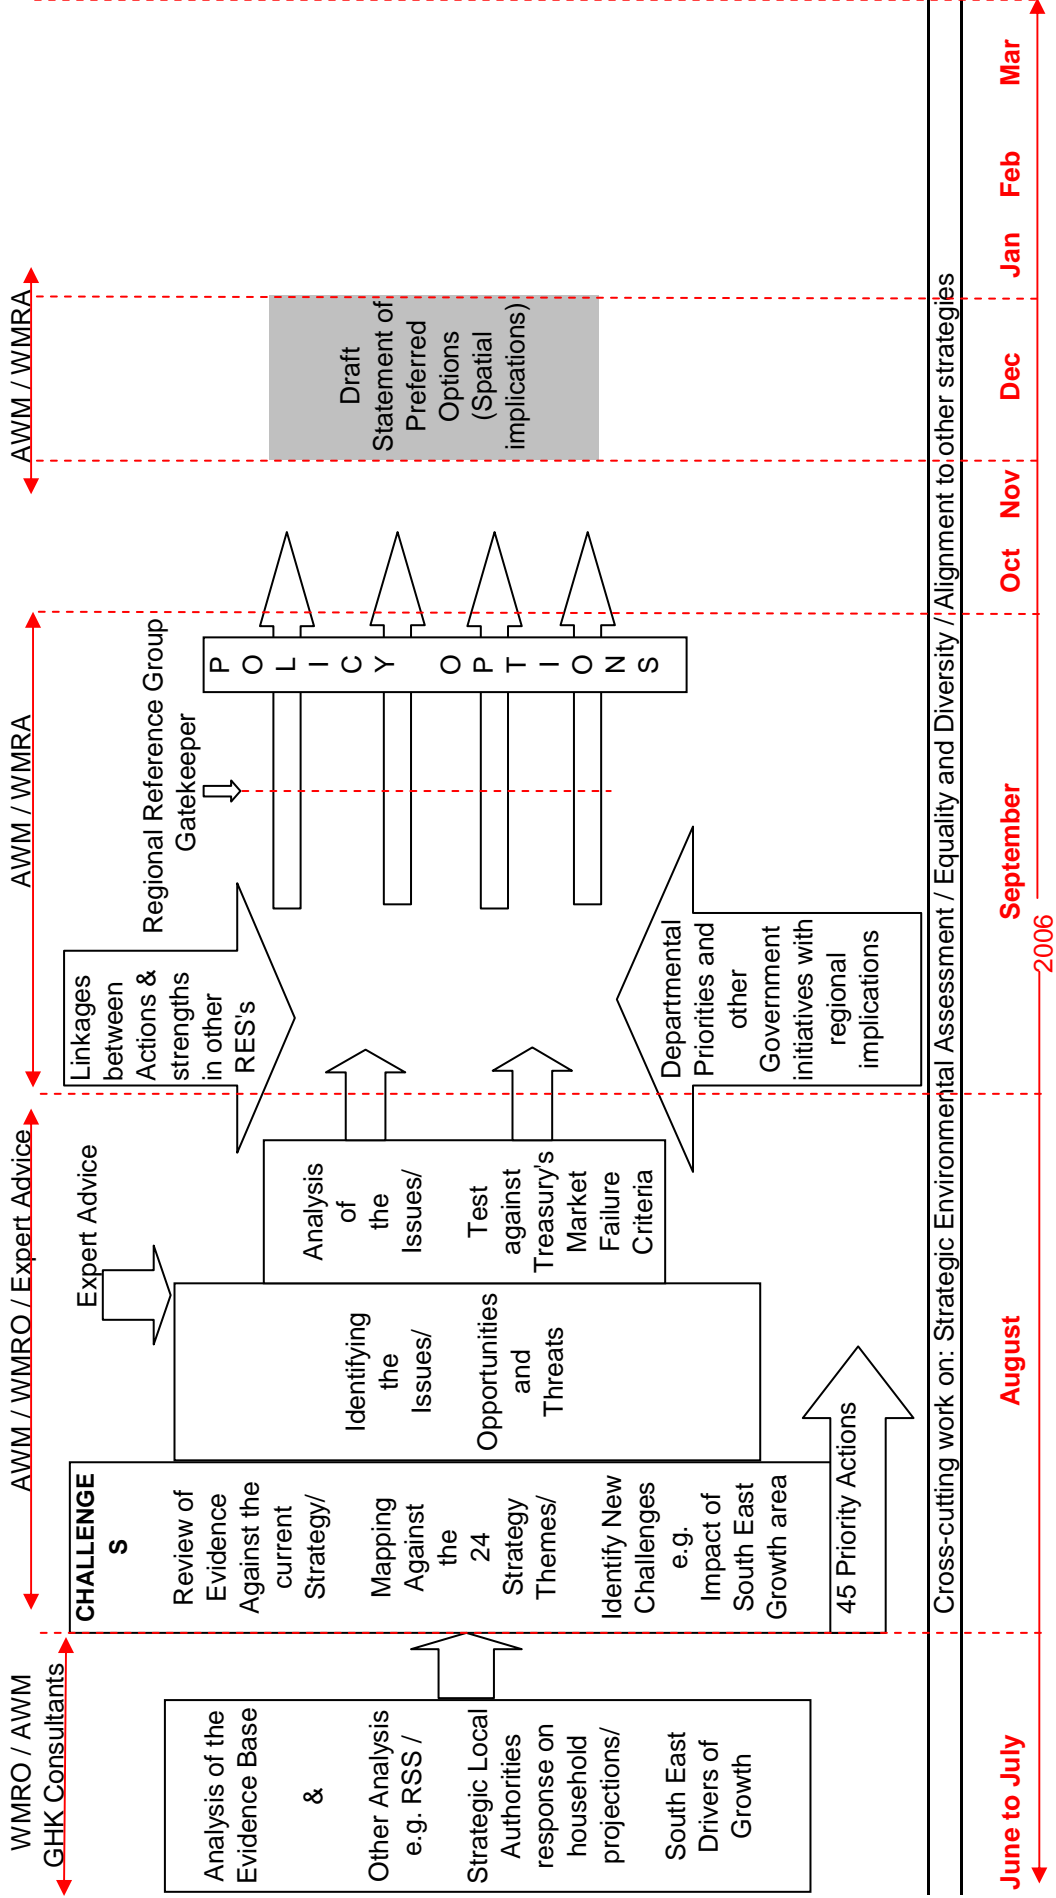 WMRO / AWM
GHK Consultants
AWM / WMRO / Expert Advice
AWM / WMRA
AWM / WMRA
Analysis of the
Evidence Base
&
Other Analysis
e.g. RSS /
Strategic Local
Authorities
response on
household
projections/
South East
Drivers of
Growth
CHALLENGE
S
Review of
Evidence
Against the
current
Strategy/
Mapping
Against
the
24
Strategy
Themes/
Identify New
Challenges
e.g.
Impact of
South East
Growth area
45 Priority Actions
Expert Advice
Identifying
the
Issues/
Opportunities
and
Threats
Analysis
of
the
Issues/
Test
against
Treasury's
Market
Failure
Criteria
Linkages
between
Actions &
strengths
in other
RES's
Departmental
Priorities and
other
Government
initiatives with
regional
implications
Regional Reference Group
Gatekeeper
P
O
L
I
C
Y
O
P
T
I
O
N
S
Draft
Statement of
Preferred
Options
(Spatial
implications)
Cross-cutting work on: Strategic Environmental Assessment / Equality and Diversity / Alignment to other strategies
June to July August September Oct Nov Dec Jan Feb Mar
2006